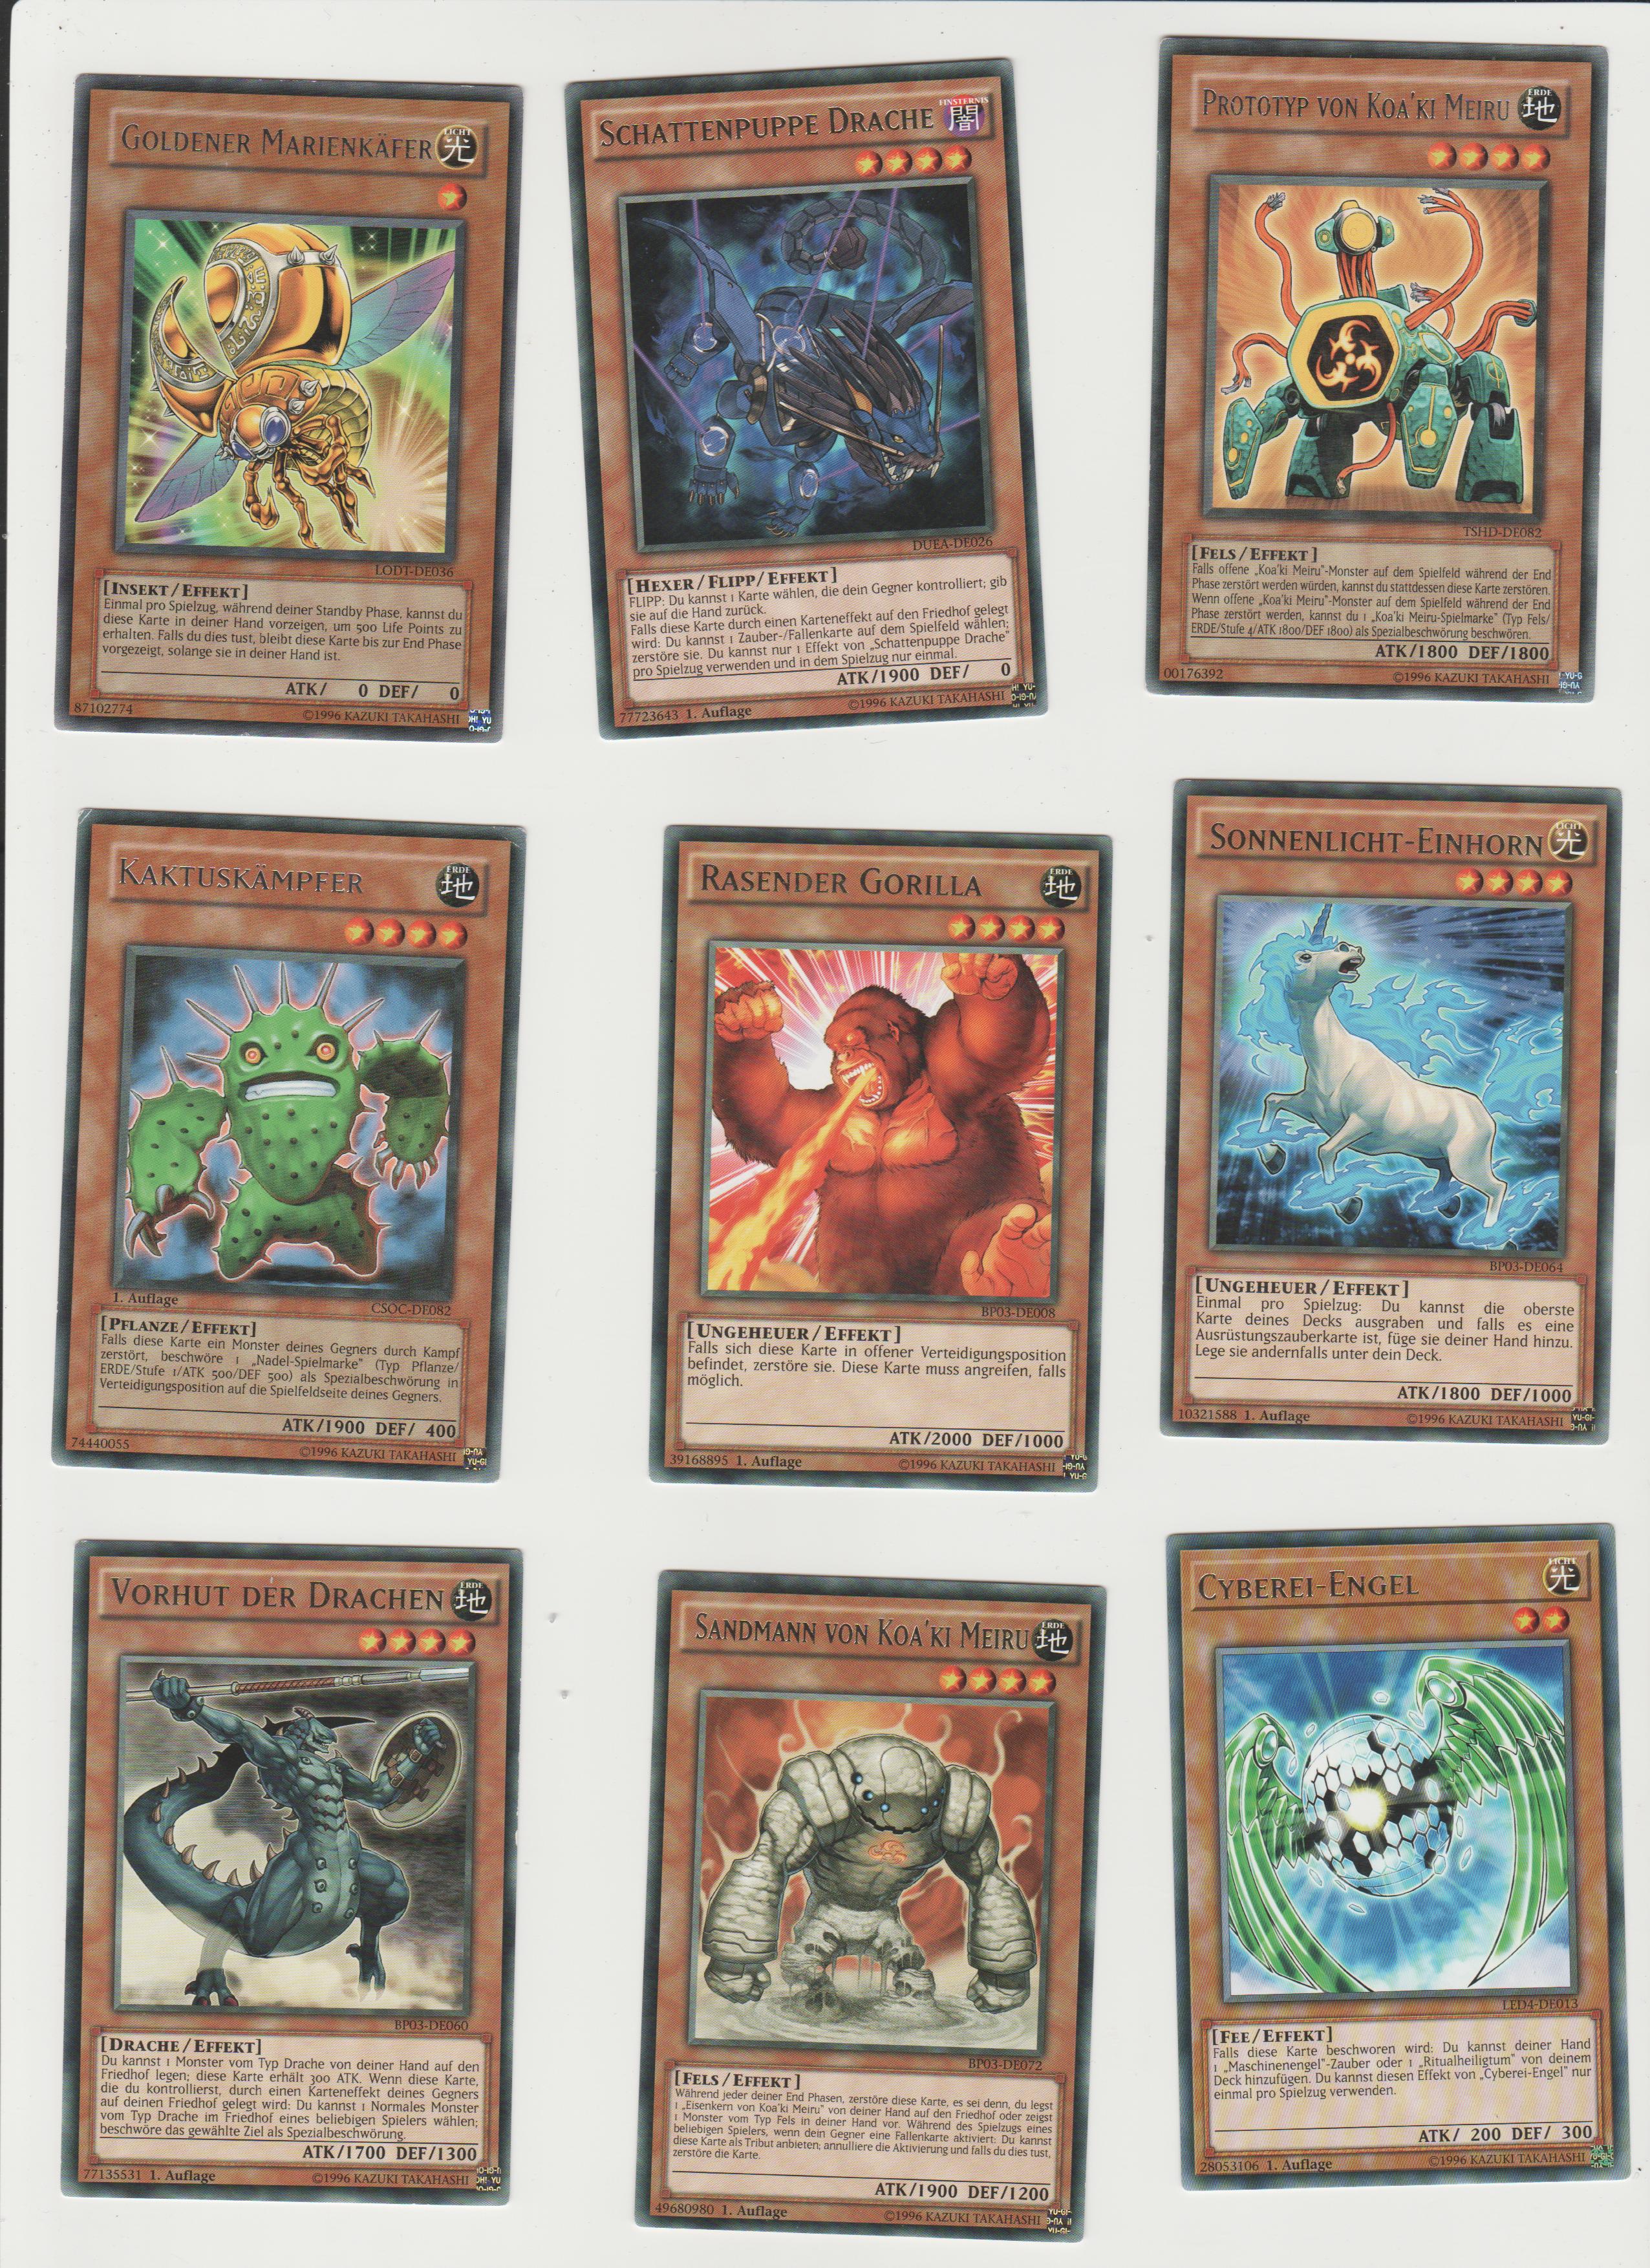 GOLDENER MARIENKÄFER
LICHT
光
LODT-DE036
[INSEKT/EFFEKT]
Einmal pro Spielzug, während deiner Standby Phase, kannst du
diese Karte in deiner Hand vorzeigen, um 500 Life Points zu
erhalten. Falls du dies tust, bleibt diese Karte bis zur End Phase
vorgezeigt, solange sie in deiner Hand ist.
ATK/ 0 DEF/ 0
87102774
©1996 KAZUKI TAKAHASHI
SCHATTENPUPPE DRACHE
FINSTERNIS
闇
DUEA-DE026
[HEXER/FLIPP/EFFEKT]
FLIPP: Du kannst 1 Karte wählen, die dein Gegner kontrolliert; gib
sie auf die Hand zurück.
Falls diese Karte durch einen Karteneffekt auf den Friedhof gelegt
wird: Du kannst 1 Zauber-/Fallenkarte auf dem Spielfeld wählen;
zerstöre sie. Du kannst nur 1 Effekt von „Schattenpuppe Drache"
pro Spielzug verwenden und in dem Spielzug nur einmal.
ATK/1900 DEF/ 0
77723643 1. Auflage
©1996 KAZUKI TAKAHASHI
PROTOTYP VON KOA'KI MEIRU
ERDE
地
TSHD-DE082
[FELS/EFFEKT]
Falls offene „Koa'ki Meiru"-Monster auf dem Spielfeld während der End
Phase zerstört werden würden, kannst du stattdessen diese Karte zerstören.
Wenn offene „Koa'ki Meiru"-Monster auf dem Spielfeld während der End
Phase zerstört werden, kannst du 1 „Koa'ki Meiru-Spielmarke" (Typ Fels/
ERDE/Stufe 4/ATK 1800/DEF 1800) als Spezialbeschwörung beschwören.
ATK/1800 DEF/1800
00176392
©1996 KAZUKI TAKAHASHI
KAKTUSKÄMPFER
ERDE
地
1. Auflage
CSOC-DE082
[PFLANZE/EFFEKT]
Falls diese Karte ein Monster deines Gegners durch Kampf
zerstört, beschwöre 1 „Nadel-Spielmarke" (Typ Pflanze/
ERDE/Stufe 1/ATK 500/DEF 500) als Spezialbeschwörung in
Verteidigungsposition auf die Spielfeldseite deines Gegners.
ATK/1900 DEF/ 400
74440055
©1996 KAZUKI TAKAHASHI
RASENDER GORILLA
ERDE
地
BP03-DE008
[UNGEHEUER/EFFEKT]
Falls sich diese Karte in offener Verteidigungsposition
befindet, zerstöre sie. Diese Karte muss angreifen, falls
möglich.
ATK/2000 DEF/1000
39168895 1. Auflage
©1996 KAZUKI TAKAHASHI
SONNENLICHT-EINHORN
LICHT
光
BP03-DE064
[UNGEHEUER/EFFEKT]
Einmal pro Spielzug: Du kannst die oberste
Karte deines Decks ausgraben und falls es eine
Ausrüstungszauberkarte ist, füge sie deiner Hand hinzu.
Lege sie andernfalls unter dein Deck.
ATK/1800 DEF/1000
10321588 1. Auflage
©1996 KAZUKI TAKAHASHI
VORHUT DER DRACHEN
ERDE
地
BP03-DE060
[DRACHE/EFFEKT]
Du kannst 1 Monster vom Typ Drache von deiner Hand auf den
Friedhof legen; diese Karte erhält 300 ATK. Wenn diese Karte,
die du kontrollierst, durch einen Karteneffekt deines Gegners
auf deinen Friedhof gelegt wird: Du kannst 1 Normales Monster
vom Typ Drache im Friedhof eines beliebigen Spielers wählen;
beschwöre das gewählte Ziel als Spezialbeschwörung.
ATK/1700 DEF/1300
77135531 1. Auflage
©1996 KAZUKI TAKAHASHI
SANDMANN VON KOA'KI MEIRU
ERDE
地
BP03-DE072
[FELS/EFFEKT]
Während jeder deiner End Phasen, zerstöre diese Karte, es sei denn, du legst
1 „Eisenkern von Koa'ki Meiru" von deiner Hand auf den Friedhof oder zeigst
1 Monster vom Typ Fels in deiner Hand vor. Während des Spielzugs eines
beliebigen Spielers, wenn dein Gegner eine Fallenkarte aktiviert: Du kannst
diese Karte als Tribut anbieten; annulliere die Aktivierung und falls du dies tust,
zerstöre die Karte.
ATK/1900 DEF/1200
49680980 1. Auflage
©1996 KAZUKI TAKAHASHI
CYBEREI-ENGEL
LICHT
光
LED4-DE013
[FEE/EFFEKT]
Falls diese Karte beschworen wird: Du kannst deiner Hand
1 „Maschinenengel"-Zauber oder 1 „Ritualheiligtum" von deinem
Deck hinzufügen. Du kannst diesen Effekt von „Cyberei-Engel" nur
einmal pro Spielzug verwenden.
ATK/ 200 DEF/ 300
28053106 1. Auflage
©1996 KAZUKI TAKAHASHI